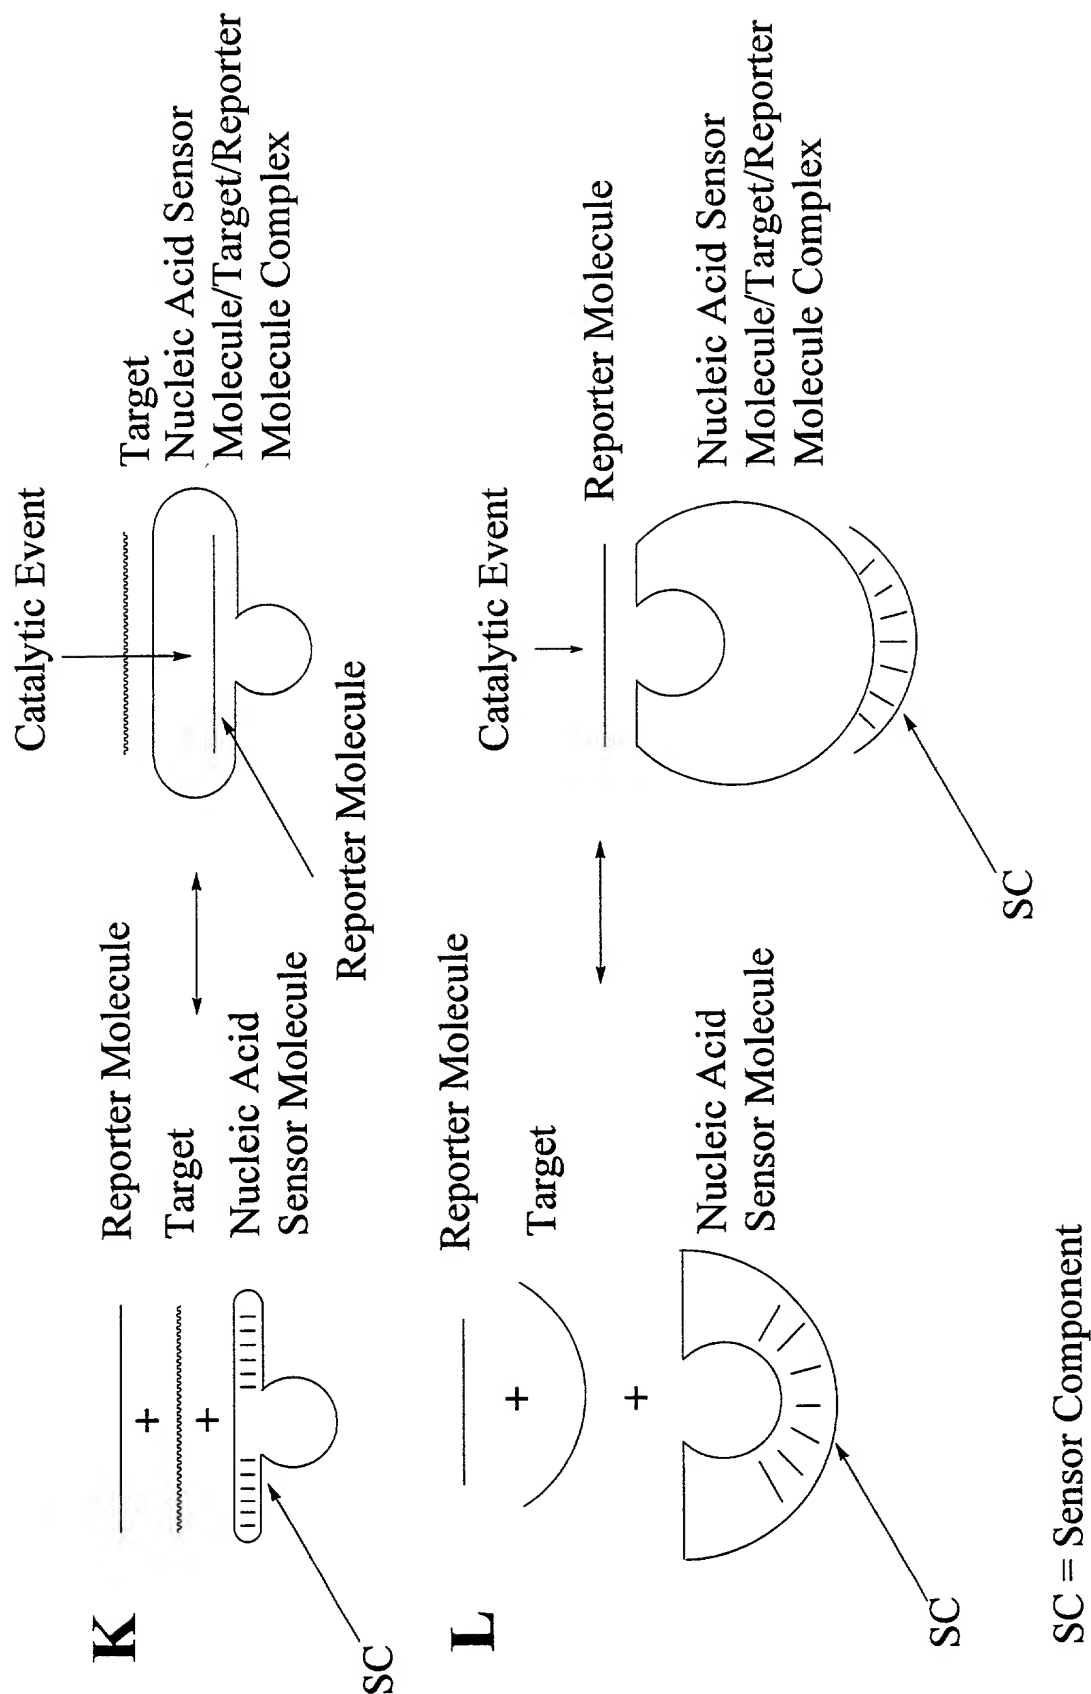 K
Reporter Molecule
+
Target
+
Nucleic Acid
Sensor Molecule
SC
Catalytic Event
Target
Nucleic Acid Sensor
Molecule/Target/Reporter
Molecule Complex
Reporter Molecule
L
Reporter Molecule
+
Target
+
Nucleic Acid
Sensor Molecule
SC
Catalytic Event
Reporter Molecule
Nucleic Acid Sensor
Molecule/Target/Reporter
Molecule Complex
SC
SC = Sensor Component